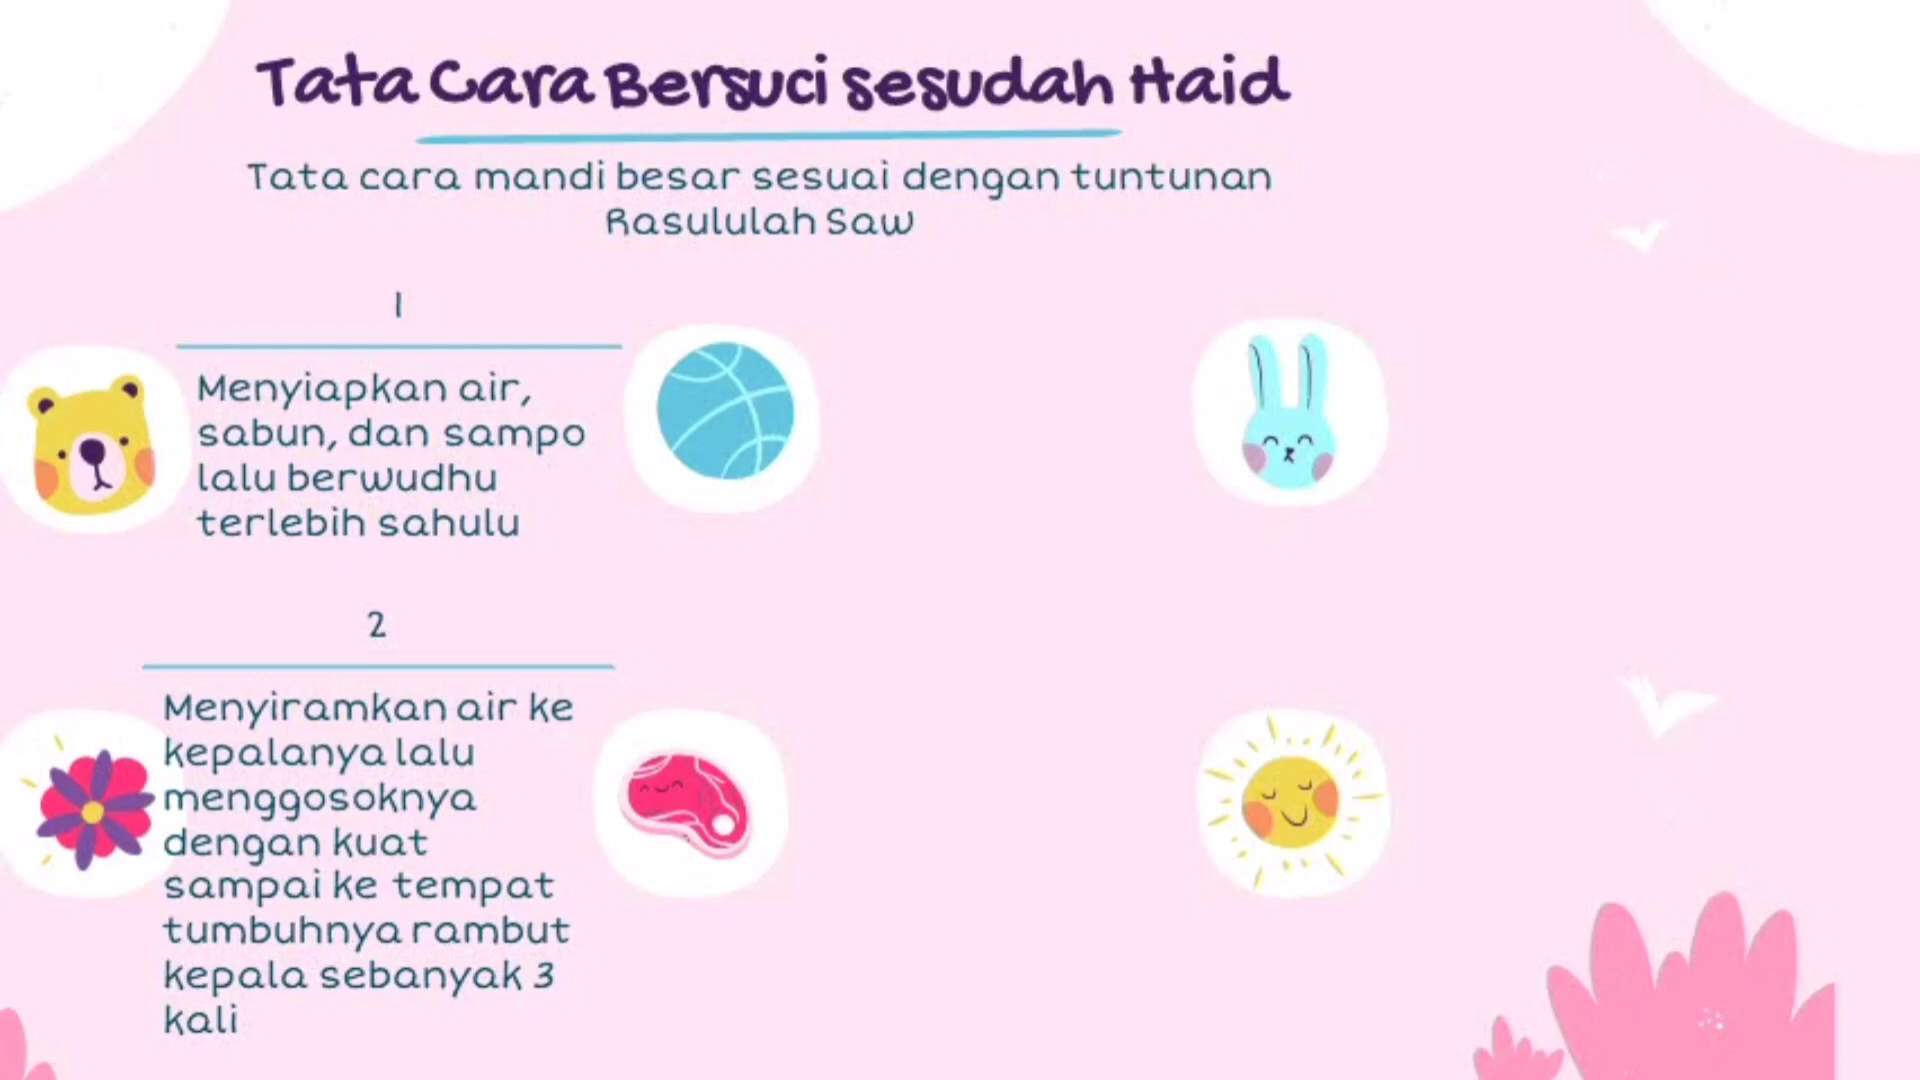 Tata Cara Bersuci sesudah Haid
Tata cara mandi besar sesuai dengan tuntunan
Rasululah Saw
1
Menyiapkan air,
sabun, dan sampo
lalu berwudhu
terlebih sahulu
2
Menyiramkan air ke
kepalanya lalu
menggosoknya
dengan kuat
sampai ke tempat
tumbuhnya rambut
kepala sebanyak 3
kali